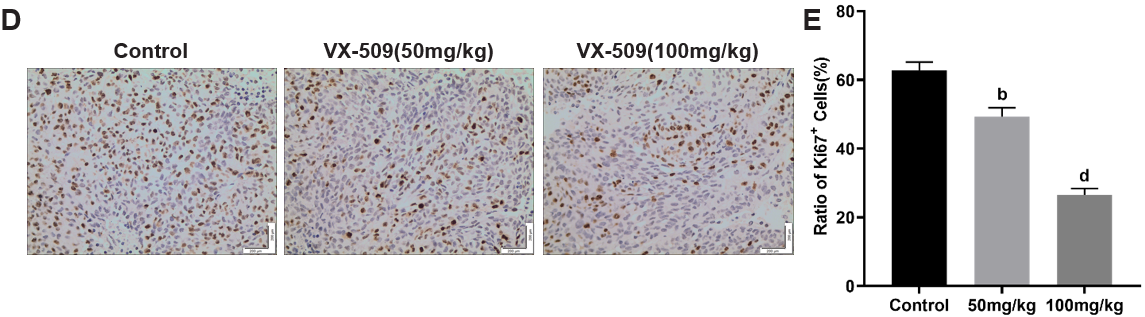 D
Control
VX-509(50mg/kg)
VX-509(100mg/kg)
E
80
60
40
20
0
Ratio of Ki67+ Cells(%)
b
d
Control
50mg/kg
100mg/kg